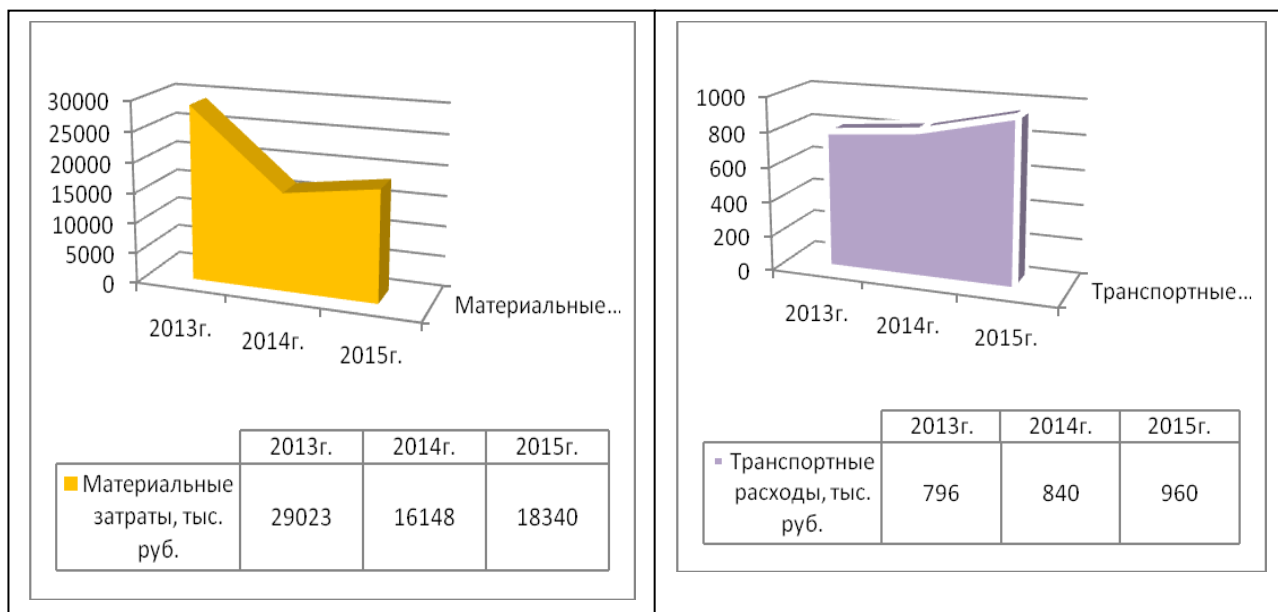 30000
25000
20000
15000
10000
5000
0
2013г.
2014г.
2015г.
Материальные...
2013г. 2014г. 2015г.
Материальные
затраты, тыс.
руб.
29023 16148 18340
1000
800
600
400
200
0
2013г.
2014г.
2015г.
Транспортные...
2013г. 2014г. 2015г.
Транспортные
расходы, тыс.
руб.
796 840 960